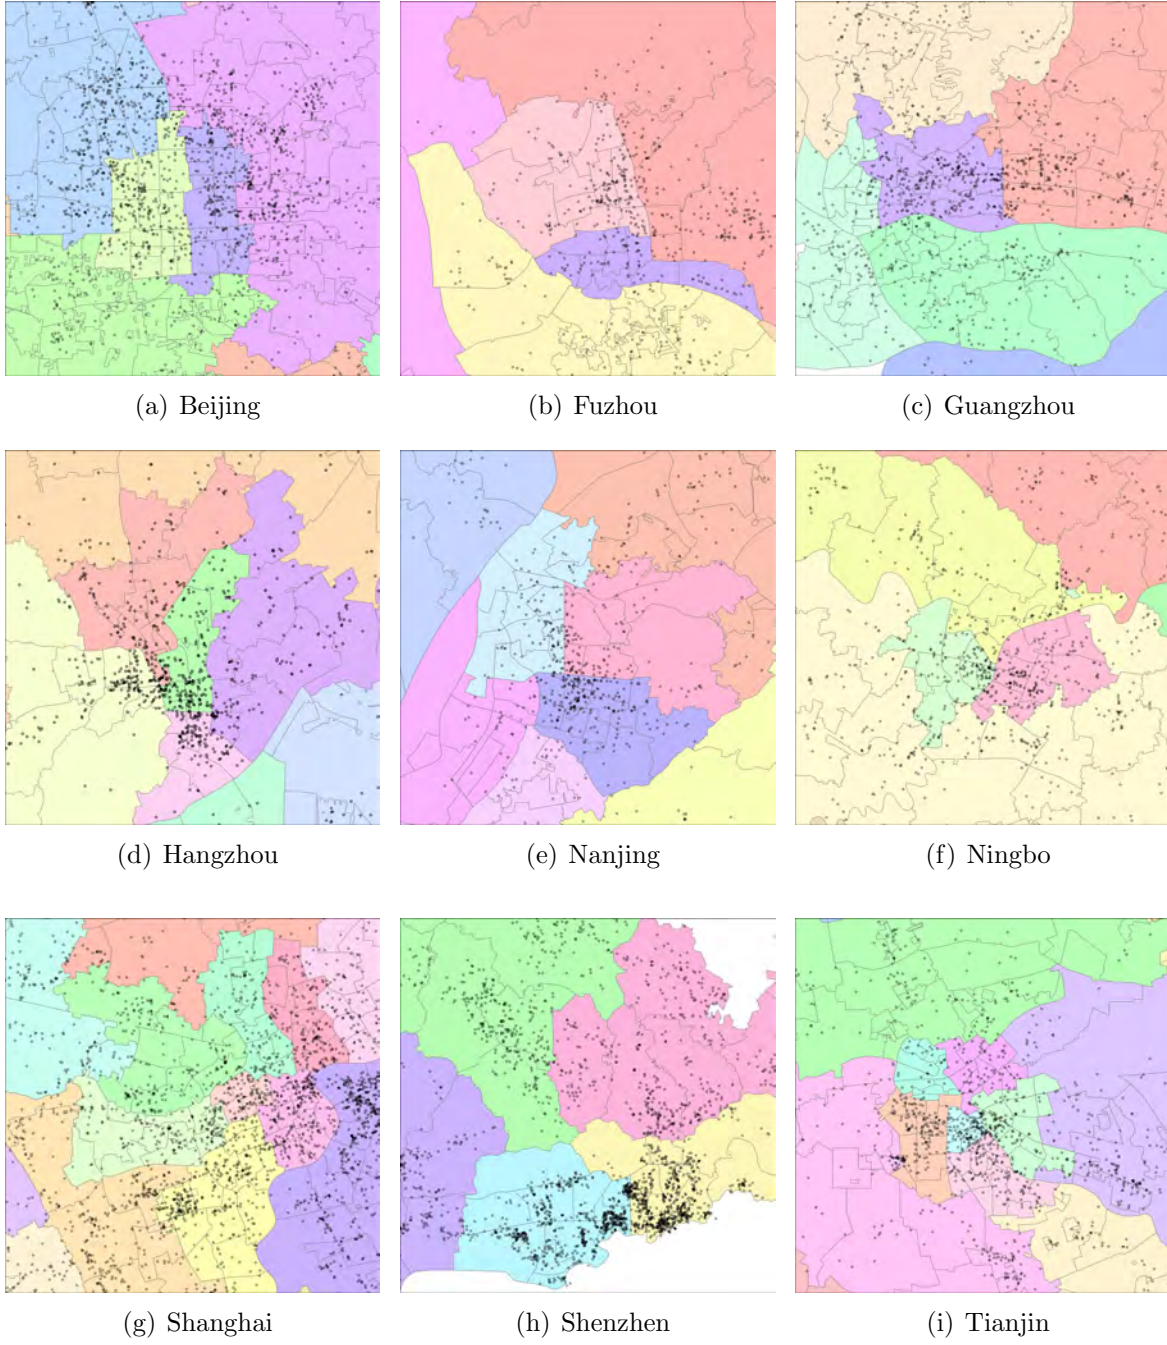 (a) Beijing
(b) Fuzhou
(c) Guangzhou
(d) Hangzhou
(e) Nanjing
(f) Ningbo
(g) Shanghai
(h) Shenzhen
(i) Tianjin